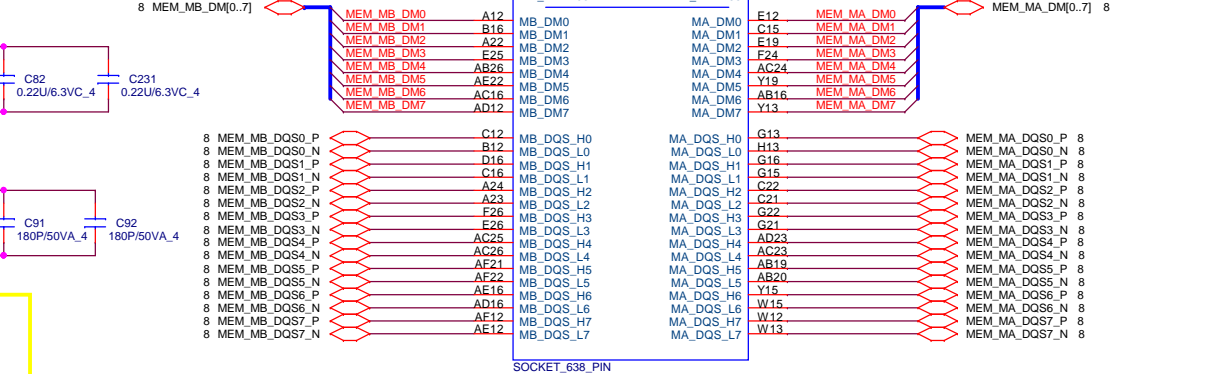 8 MEM_MB_DM[0..7] MEM_MA_DM[0..7] 8
MEM_MB_DM0 A12 MB_DM0 MA_DM0 E12 MEM_MA_DM0
MEM_MB_DM1 B16 MB_DM1 MA_DM1 C15 MEM_MA_DM1
MEM_MB_DM2 A22 MB_DM2 MA_DM2 E19 MEM_MA_DM2
MEM_MB_DM3 E25 MB_DM3 MA_DM3 F24 MEM_MA_DM3
MEM_MB_DM4 AB26 MB_DM4 MA_DM4 AC24 MEM_MA_DM4
MEM_MB_DM5 AE22 MB_DM5 MA_DM5 Y19 MEM_MA_DM5
MEM_MB_DM6 AC16 MB_DM6 MA_DM6 AB16 MEM_MA_DM6
MEM_MB_DM7 AD12 MB_DM7 MA_DM7 Y13 MEM_MA_DM7
C82 C231
0.22U/6.3VC_4 0.22U/6.3VC_4
8 MEM_MB_DQS0_P C12 MB_DQS_H0 MA_DQS_H0 G13 MEM_MA_DQS0_P 8
8 MEM_MB_DQS0_N B12 MB_DQS_L0 MA_DQS_L0 H13 MEM_MA_DQS0_N 8
8 MEM_MB_DQS1_P D16 MB_DQS_H1 MA_DQS_H1 G16 MEM_MA_DQS1_P 8
8 MEM_MB_DQS1_N C16 MB_DQS_L1 MA_DQS_L1 G15 MEM_MA_DQS1_N 8
8 MEM_MB_DQS2_P A24 MB_DQS_H2 MA_DQS_H2 C22 MEM_MA_DQS2_P 8
8 MEM_MB_DQS2_N A23 MB_DQS_L2 MA_DQS_L2 C21 MEM_MA_DQS2_N 8
8 MEM_MB_DQS3_P F26 MB_DQS_H3 MA_DQS_H3 G22 MEM_MA_DQS3_P 8
8 MEM_MB_DQS3_N E26 MB_DQS_L3 MA_DQS_L3 G21 MEM_MA_DQS3_N 8
8 MEM_MB_DQS4_P AC25 MB_DQS_H4 MA_DQS_H4 AD23 MEM_MA_DQS4_P 8
8 MEM_MB_DQS4_N AC26 MB_DQS_L4 MA_DQS_L4 AC23 MEM_MA_DQS4_N 8
8 MEM_MB_DQS5_P AF21 MB_DQS_H5 MA_DQS_H5 AB19 MEM_MA_DQS5_P 8
8 MEM_MB_DQS5_N AF22 MB_DQS_L5 MA_DQS_L5 AB20 MEM_MA_DQS5_N 8
8 MEM_MB_DQS6_P AE16 MB_DQS_H6 MA_DQS_H6 Y15 MEM_MA_DQS6_P 8
8 MEM_MB_DQS6_N AD16 MB_DQS_L6 MA_DQS_L6 W15 MEM_MA_DQS6_N 8
8 MEM_MB_DQS7_P AF12 MB_DQS_H7 MA_DQS_H7 W12 MEM_MA_DQS7_P 8
8 MEM_MB_DQS7_N AE12 MB_DQS_L7 MA_DQS_L7 W13 MEM_MA_DQS7_N 8
C91 C92
180P/50VA_4 180P/50VA_4
SOCKET_638_PIN